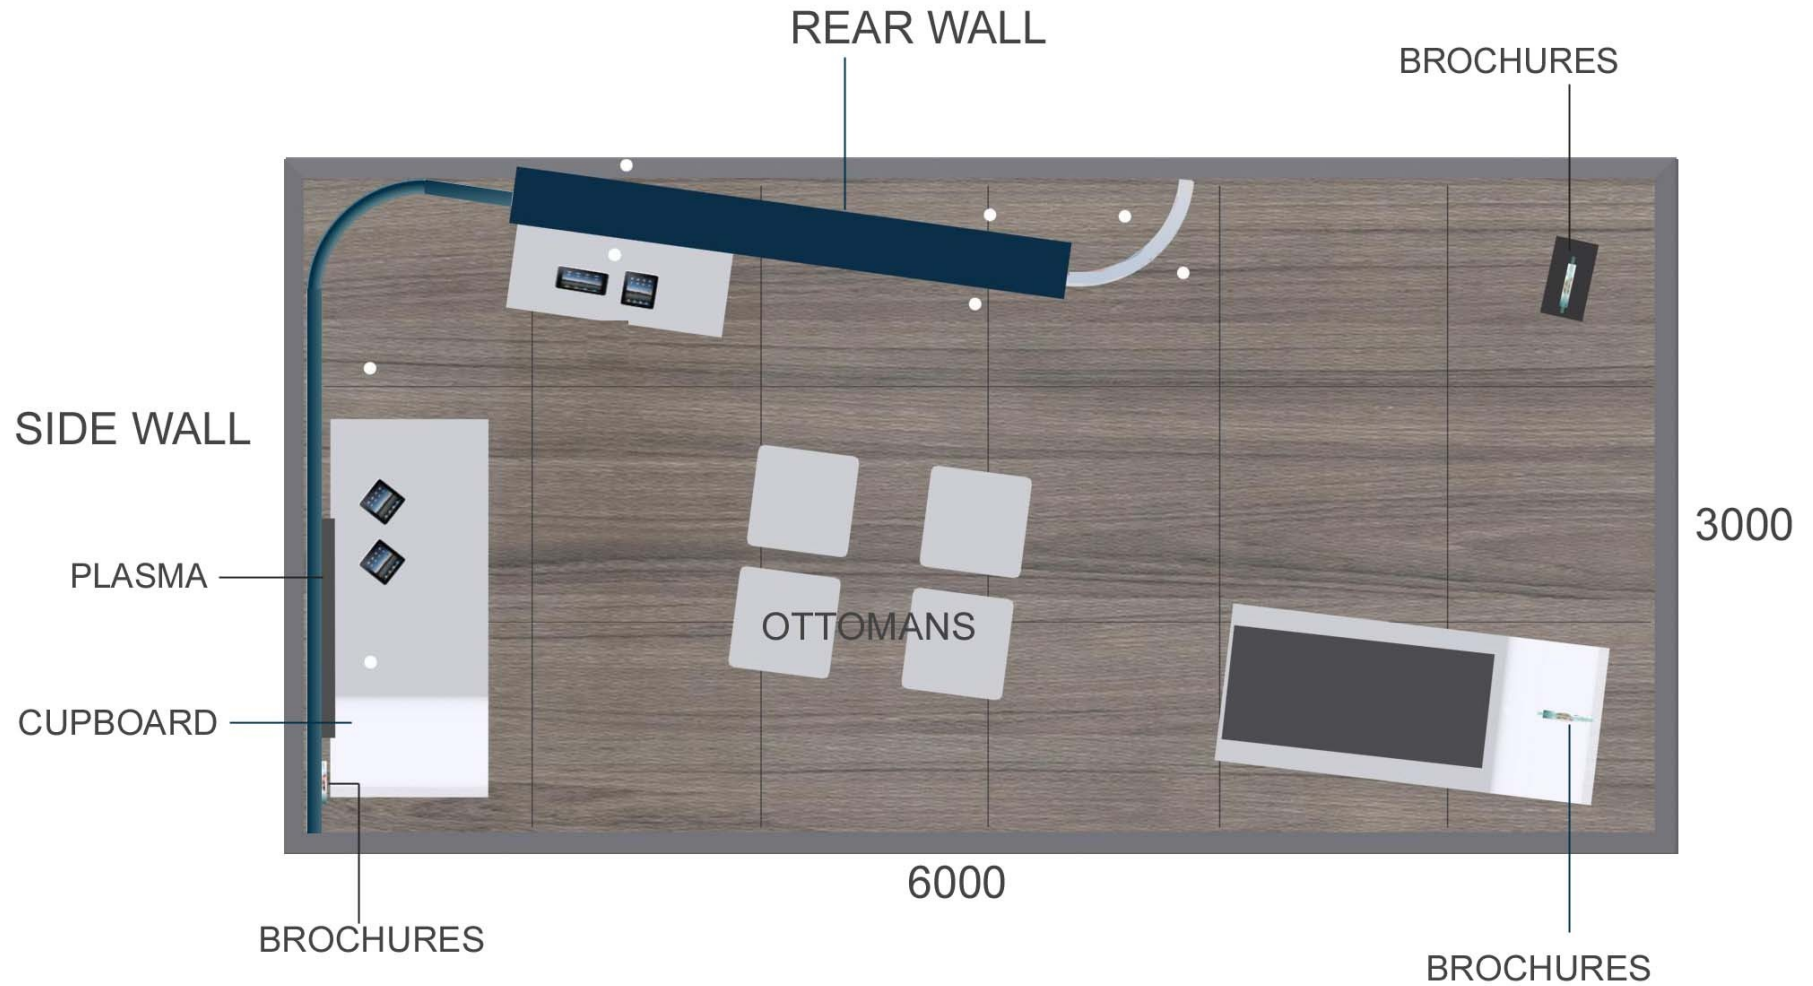 REAR WALL
BROCHURES
SIDE WALL
3000
PLASMA
OTTOMANS
CUPBOARD
6000
BROCHURES
BROCHURES